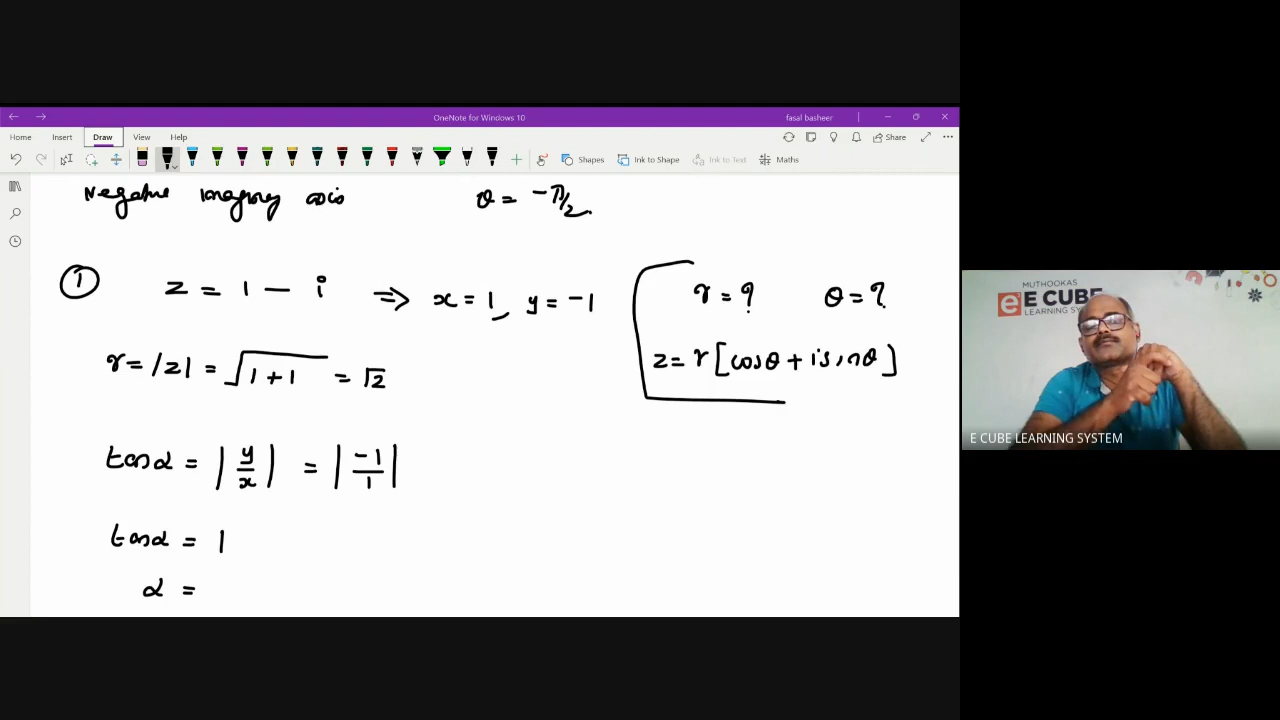 OneNote for Windows 10
fasal basheer
Home Insert Draw View Help
Share
Shapes Ink to Shape Ink to Text Maths
Negative imaginary axis θ = -π/2
① z = 1 - i ⇒ x = 1, y = -1
r = ? θ = ?
z = r[cosθ + isinθ]
r = |z| = √1+1 = √2
tanα = |y/x| = |-1/1|
tanα = 1
α =
MUTHOOKAS
e E CUBE
LEARNING SYSTEM
E CUBE LEARNING SYSTEM